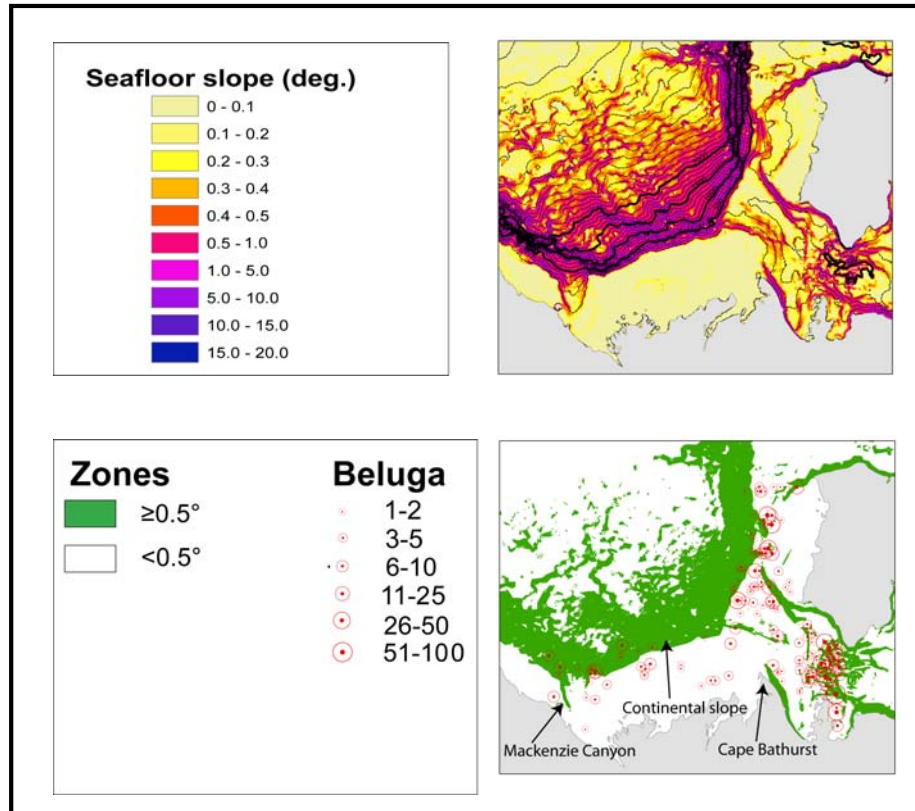 Seafloor slope (deg.)
0 - 0.1
0.1 - 0.2
0.2 - 0.3
0.3 - 0.4
0.4 - 0.5
0.5 - 1.0
1.0 - 5.0
5.0 - 10.0
10.0 - 15.0
15.0 - 20.0
Zones
≥0.5°
<0.5°
Beluga
1-2
3-5
6-10
11-25
26-50
51-100
Continental slope
Mackenzie Canyon
Cape Bathurst